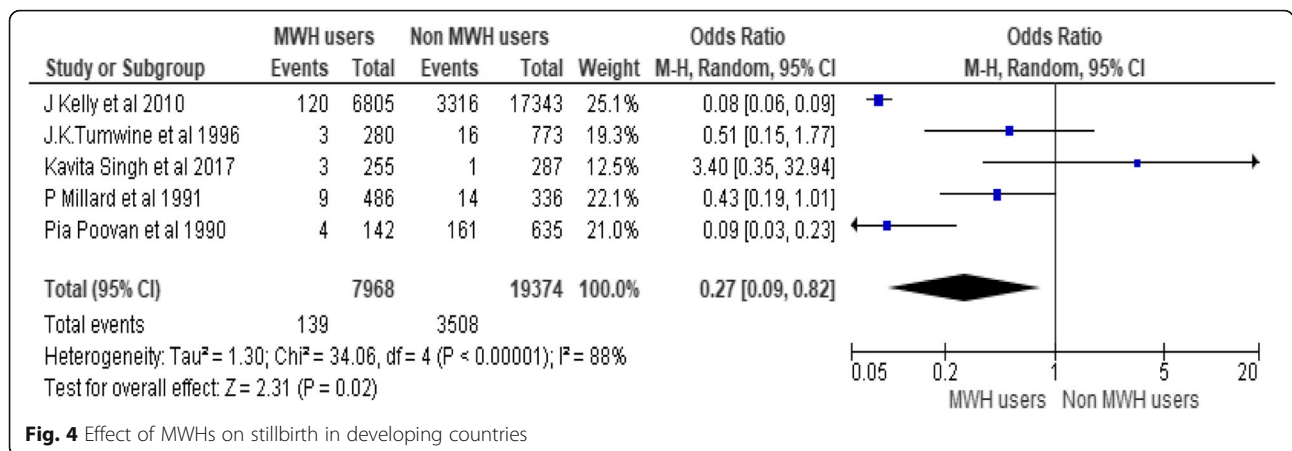 MWH users Non MWH users Odds Ratio Odds Ratio
Study or Subgroup Events Total Events Total Weight M-H, Random, 95% CI M-H, Random, 95% CI
J Kelly et al 2010 120 6805 3316 17343 25.1% 0.08 [0.06, 0.09]
J.K.Tumwine et al 1996 3 280 16 773 19.3% 0.51 [0.15, 1.77]
Kavita Singh et al 2017 3 255 1 287 12.5% 3.40 [0.35, 32.94]
P Millard et al 1991 9 486 14 336 22.1% 0.43 [0.19, 1.01]
Pia Poovan et al 1990 4 142 161 635 21.0% 0.09 [0.03, 0.23]
Total (95% CI) 7968 19374 100.0% 0.27 [0.09, 0.82]
Total events 139 3508
Heterogeneity: Tau² = 1.30; Chi² = 34.06, df = 4 (P < 0.00001); I² = 88%
Test for overall effect: Z = 2.31 (P = 0.02)
0.05 0.2 1 5 20
MWH users Non MWH users
Fig. 4 Effect of MWHs on stillbirth in developing countries